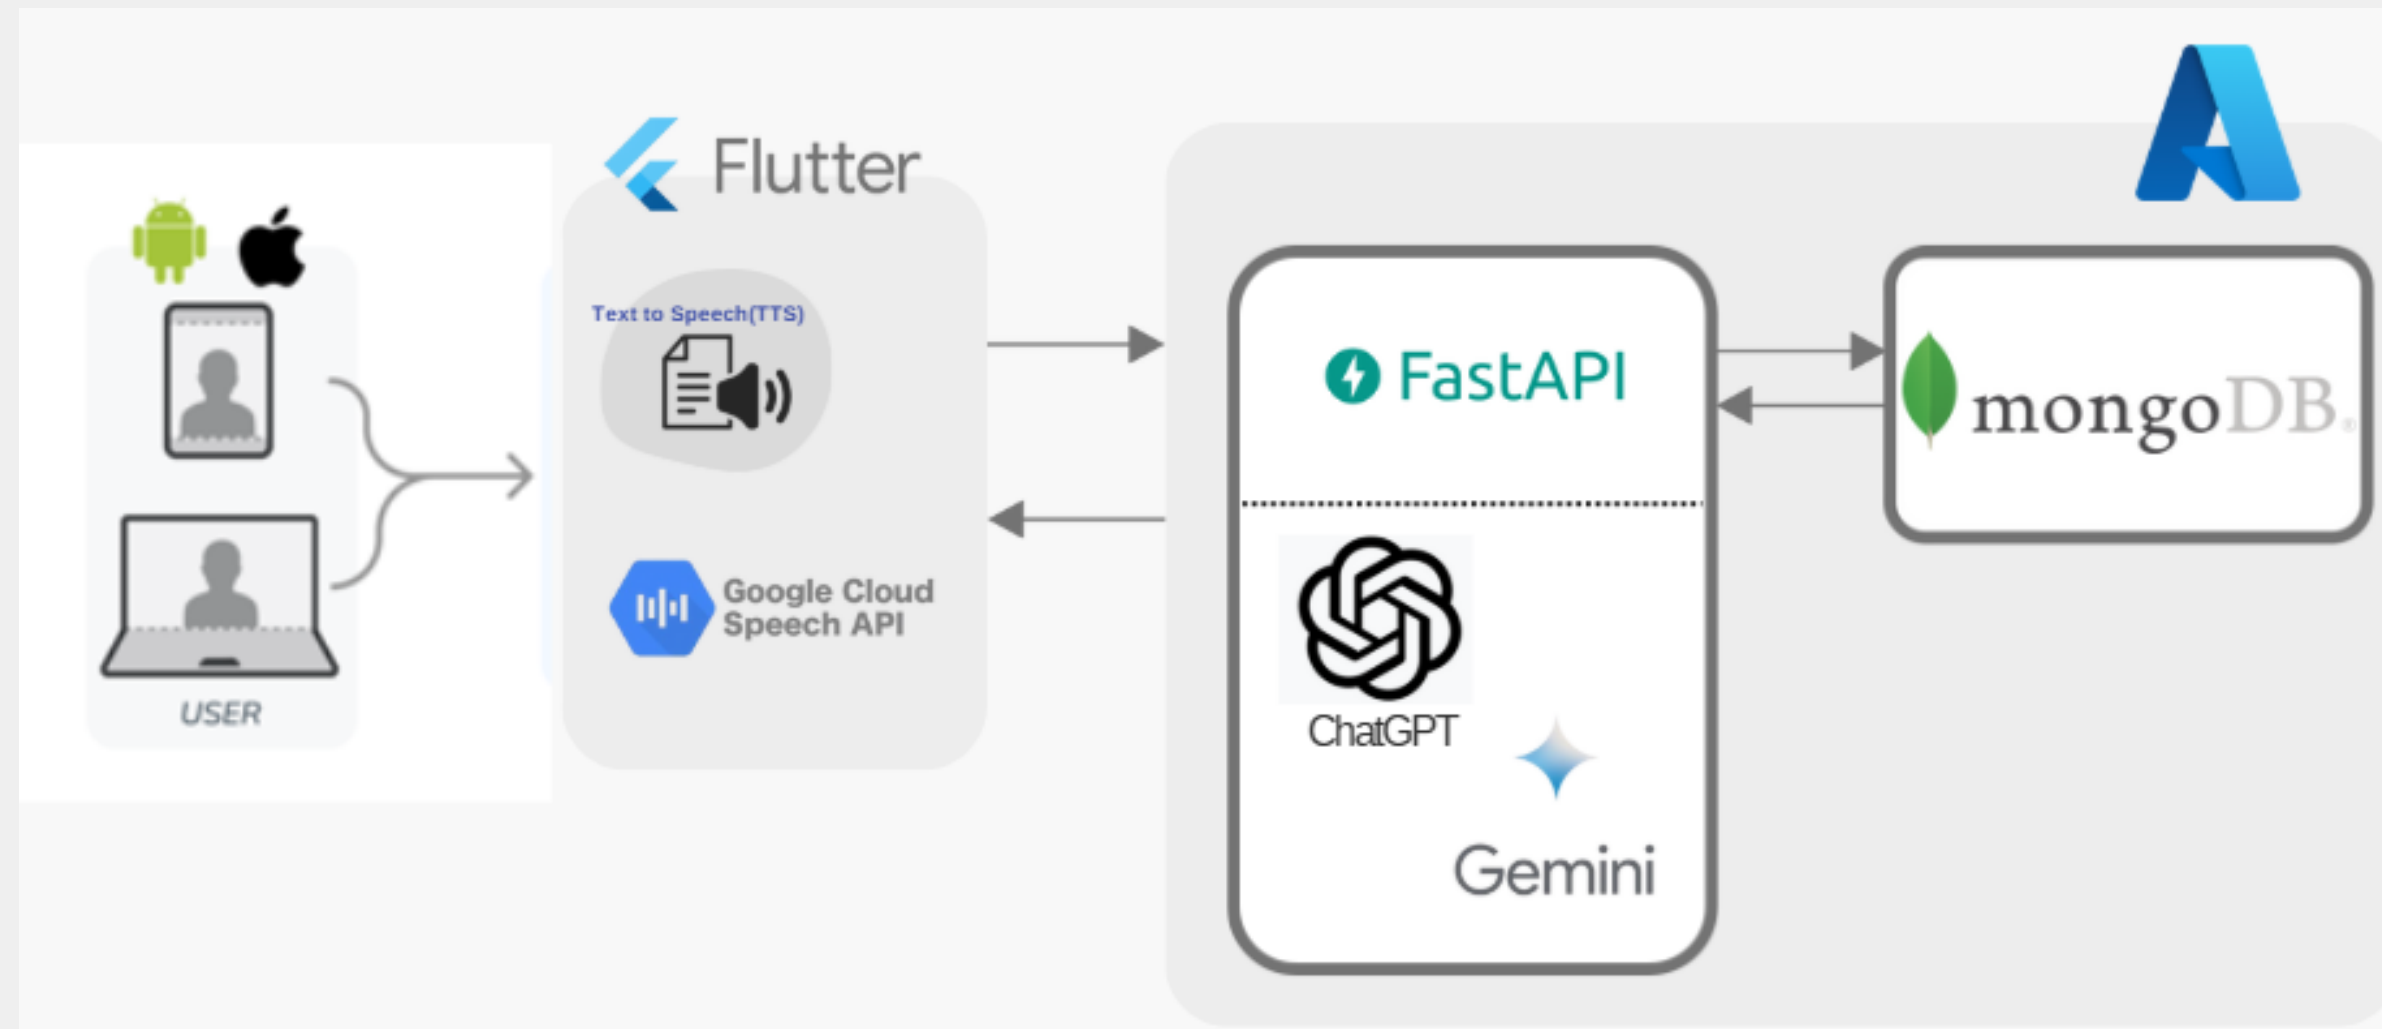 Flutter
Text to Speech(TTS)
Google Cloud
Speech API
USER
FastAPI
ChatGPT
Gemini
mongoDB®